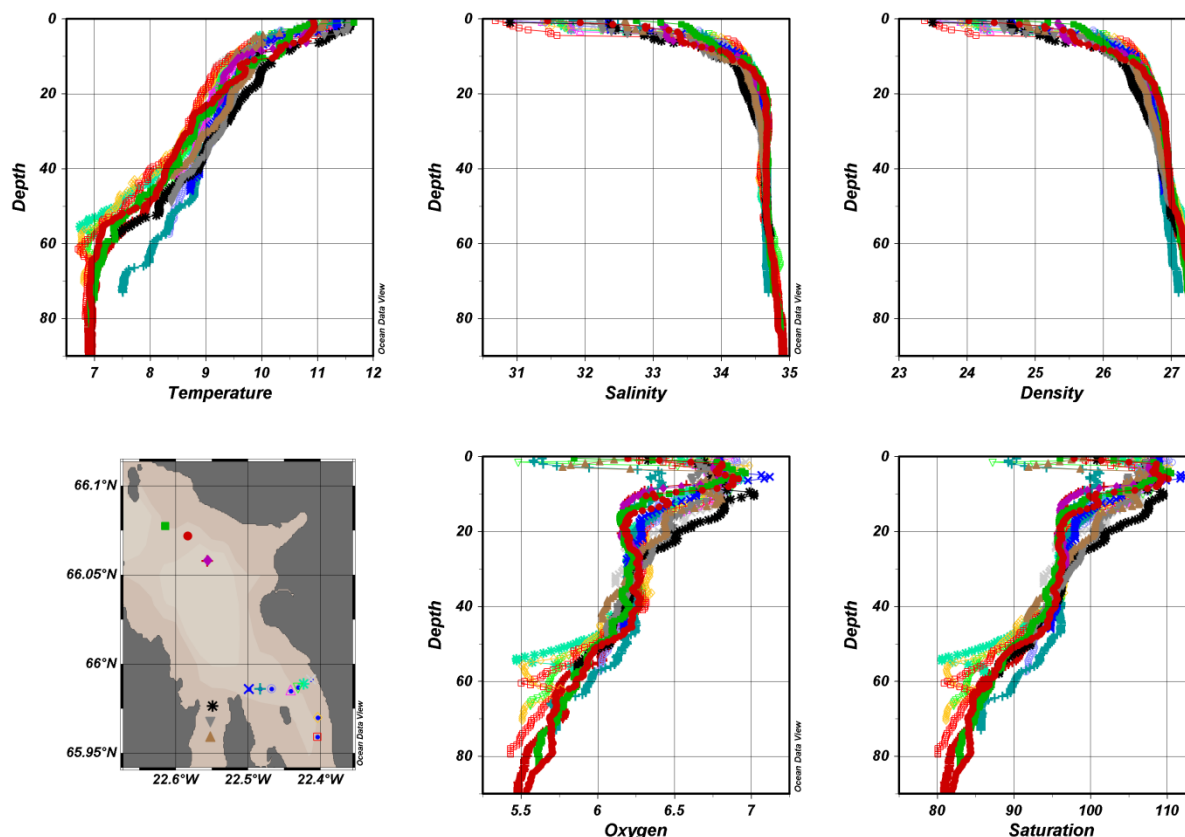 0
20
40
60
80
Depth
7 8 9 10 11 12
Temperature
Ocean Data View
0
20
40
60
80
Depth
31 32 33 34 35
Salinity
Ocean Data View
0
20
40
60
80
Depth
23 24 25 26 27
Density
66.1°N
66.05°N
66°N
65.95°N
22.6°W 22.5°W 22.4°W
Ocean Data View
0
20
40
60
80
Depth
5.5 6 6.5 7
Oxygen
Ocean Data View
0
20
40
60
80
Depth
80 90 100 110
Saturation